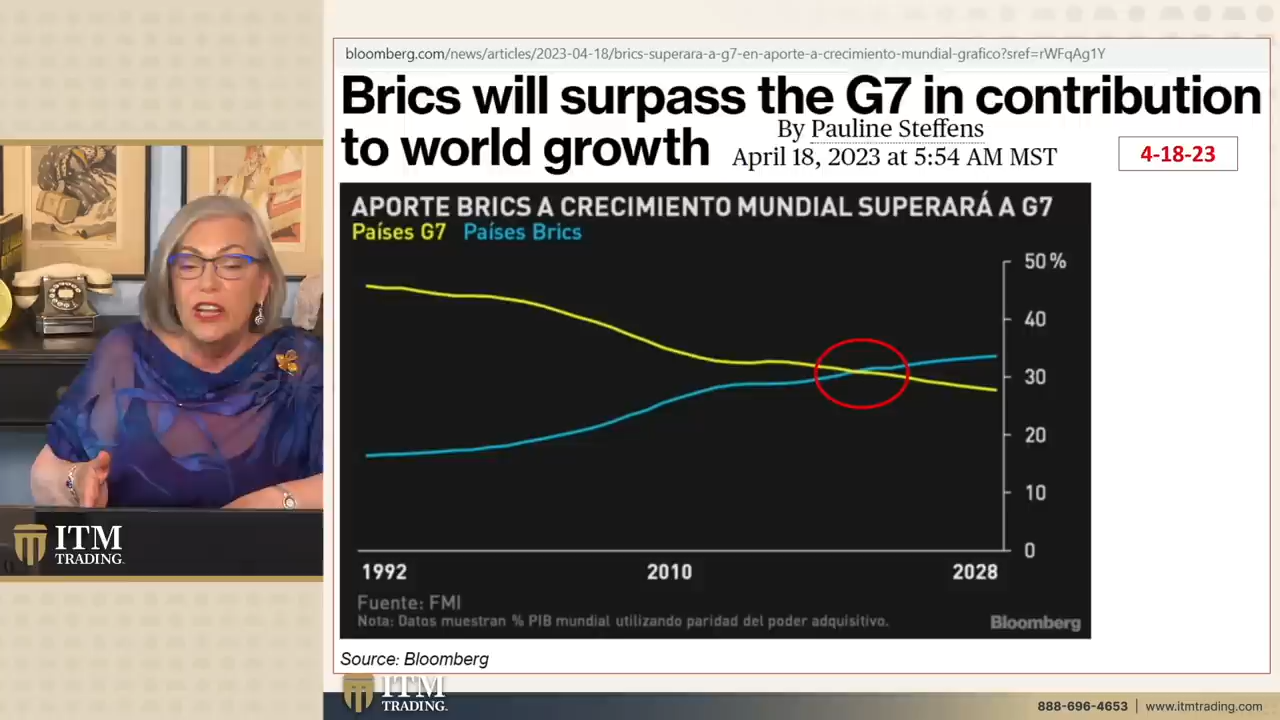 bloomberg.com/news/articles/2023-04-18/brics-superara-a-g7-en-aporte-a-crecimiento-mundial-grafico?sref=rWFqAg1Y
Brics will surpass the G7 in contribution
to world growth
By Pauline Steffens
April 18, 2023 at 5:54 AM MST
4-18-23
APORTE BRICS A CRECIMIENTO MUNDIAL SUPERARÁ A G7
Países G7 Países Brics
50%
40
30
20
10
0
1992 2010 2028
Fuente: FMI
Nota: Datos muestran % PIB mundial utilizando paridad del poder adquisitivo.
Bloomberg
Source: Bloomberg
ITM
TRADING.
ITM
TRADING.
888-696-4653 | www.itmtrading.com